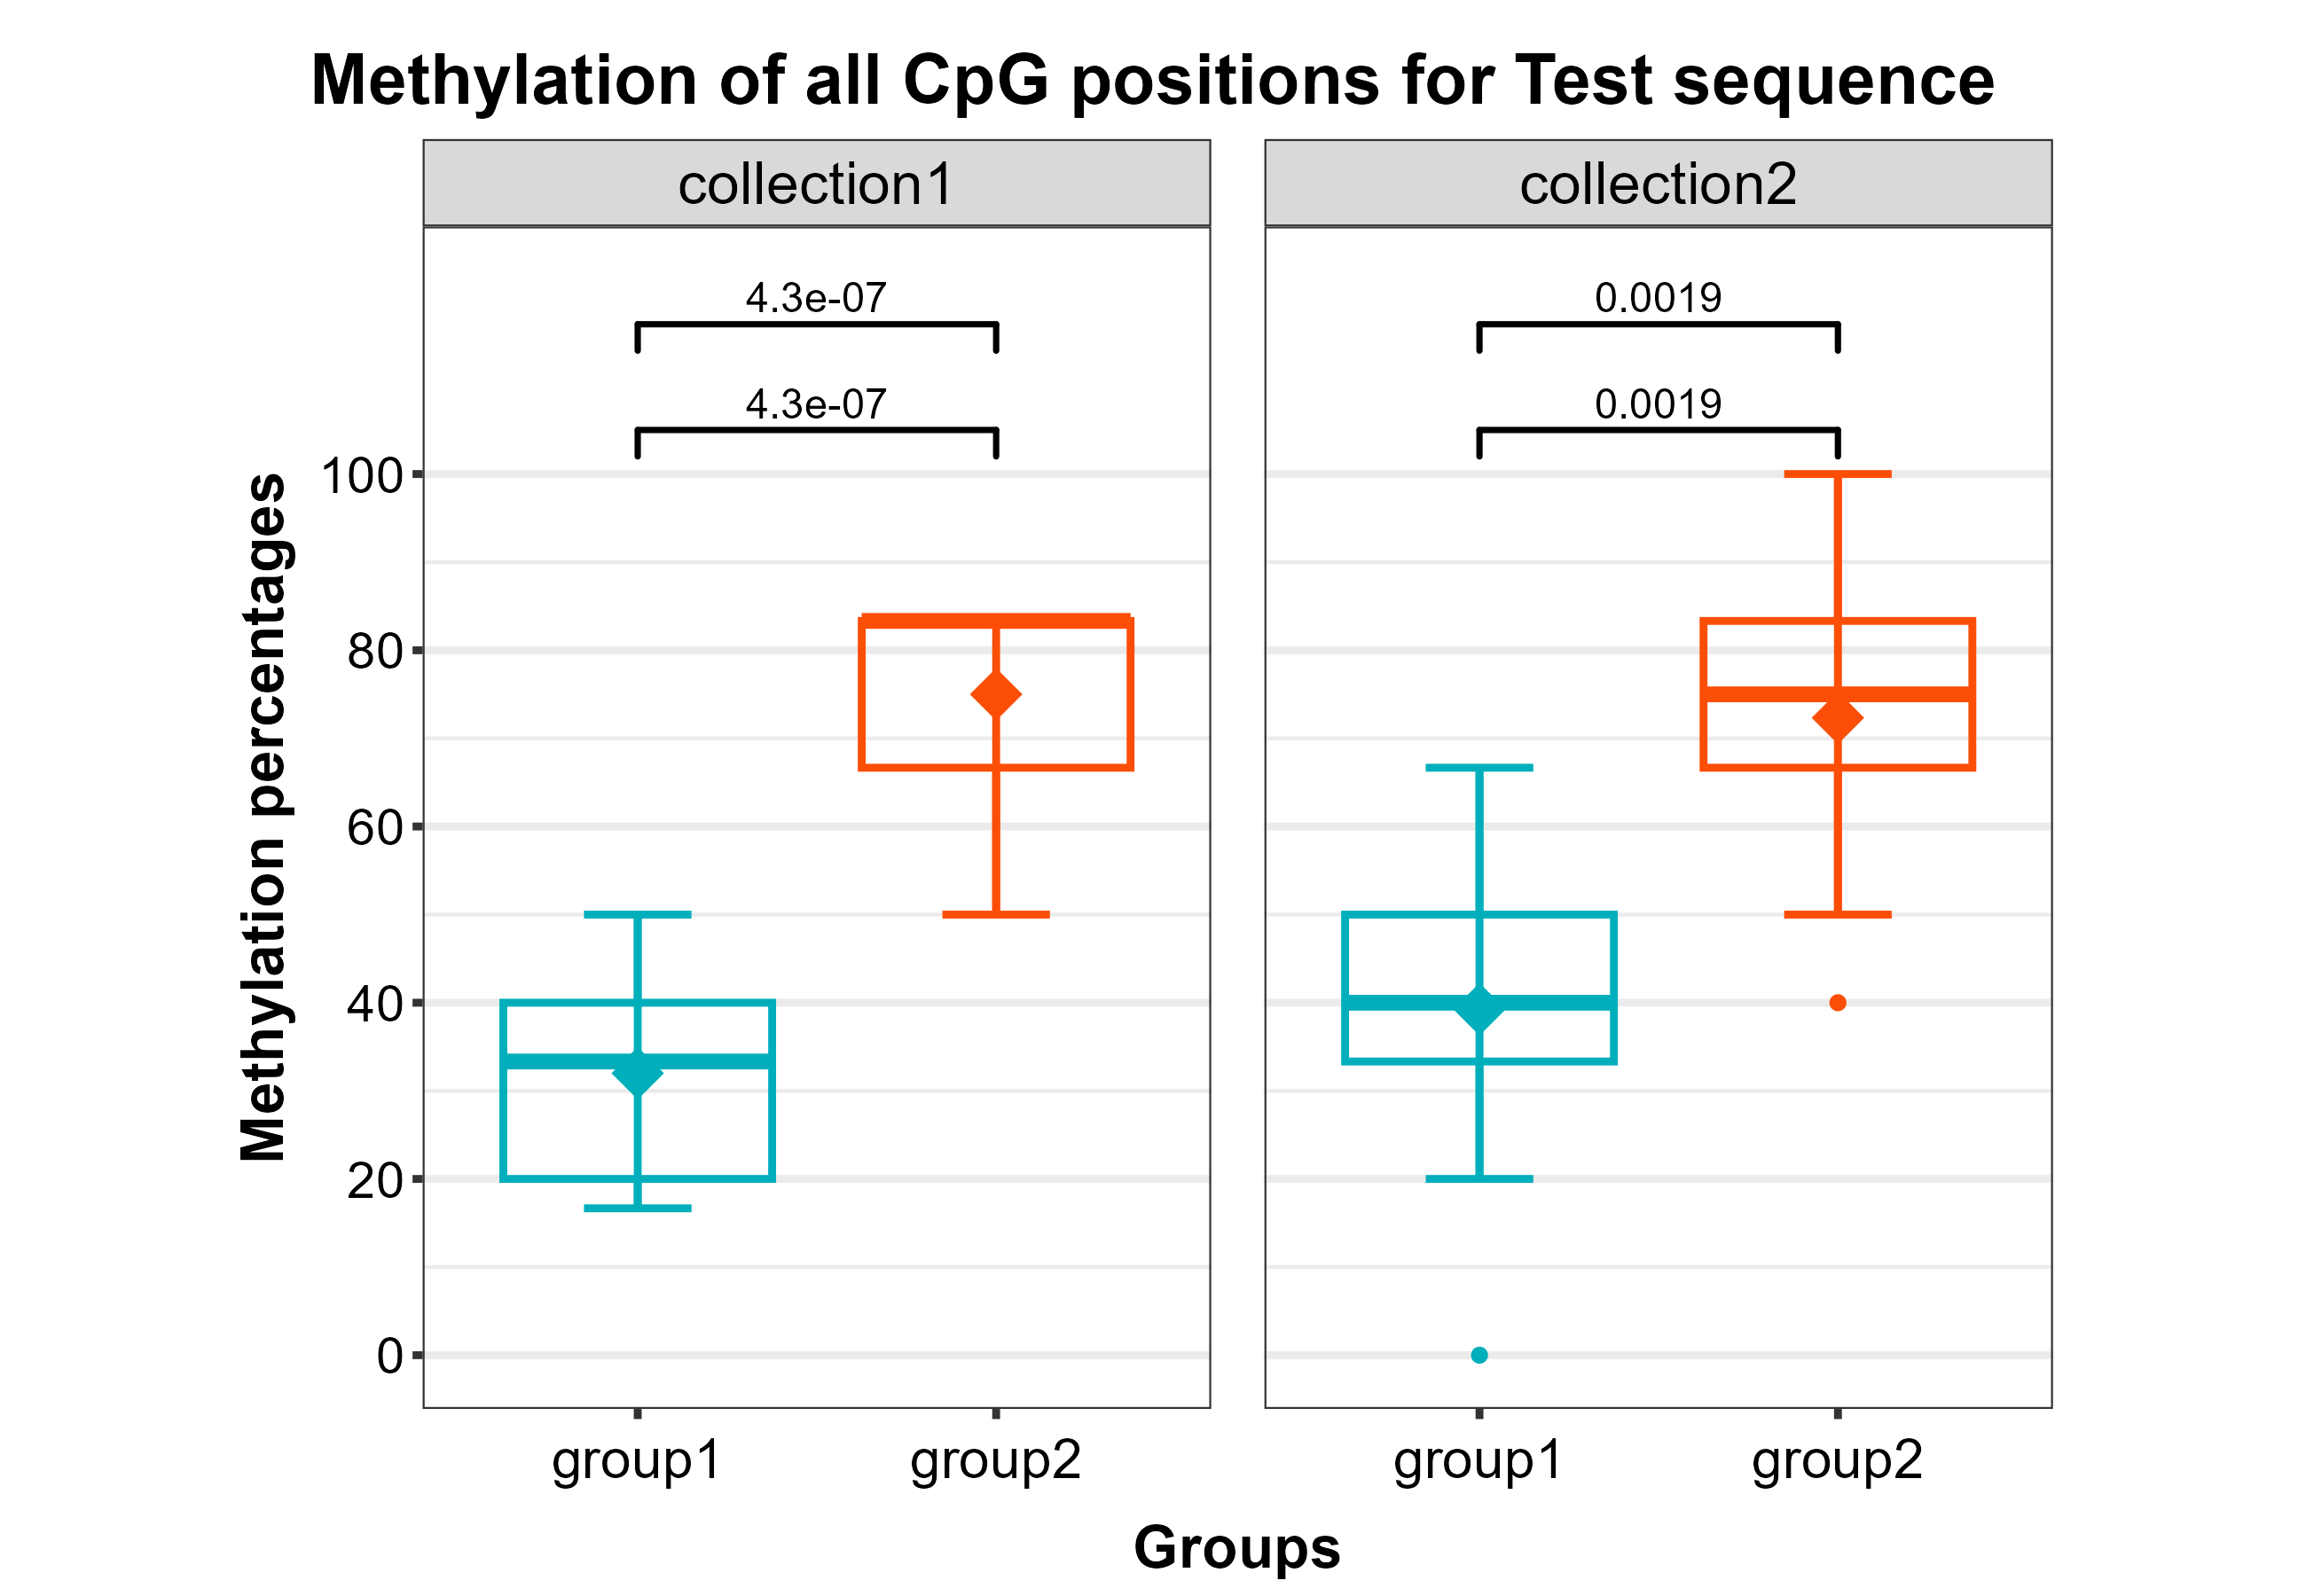 Methylation of all CpG positions for Test sequence
collection1
collection2
4.3e-07
0.0019
4.3e-07
0.0019
Methylation percentages
100
80
60
40
20
0
group1
group2
group1
group2
Groups